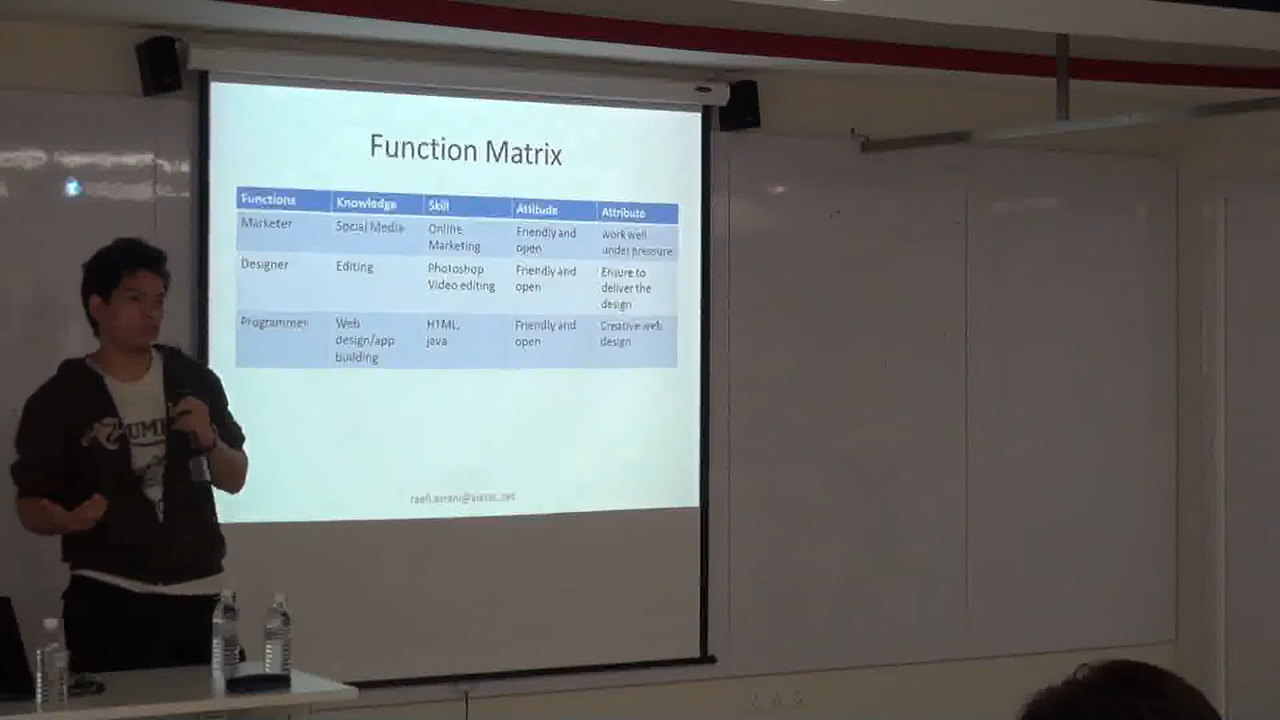 Function Matrix
Functions Knowledge Skill Attitude Attribute
Marketer Social Media Online Friendly and work well
Marketing open under pressure
Designer Editing Photoshop Friendly and Ensure to
Video editing open deliver the
design
Programmer Web HTML, Friendly and Creative web
design/app java open design
building